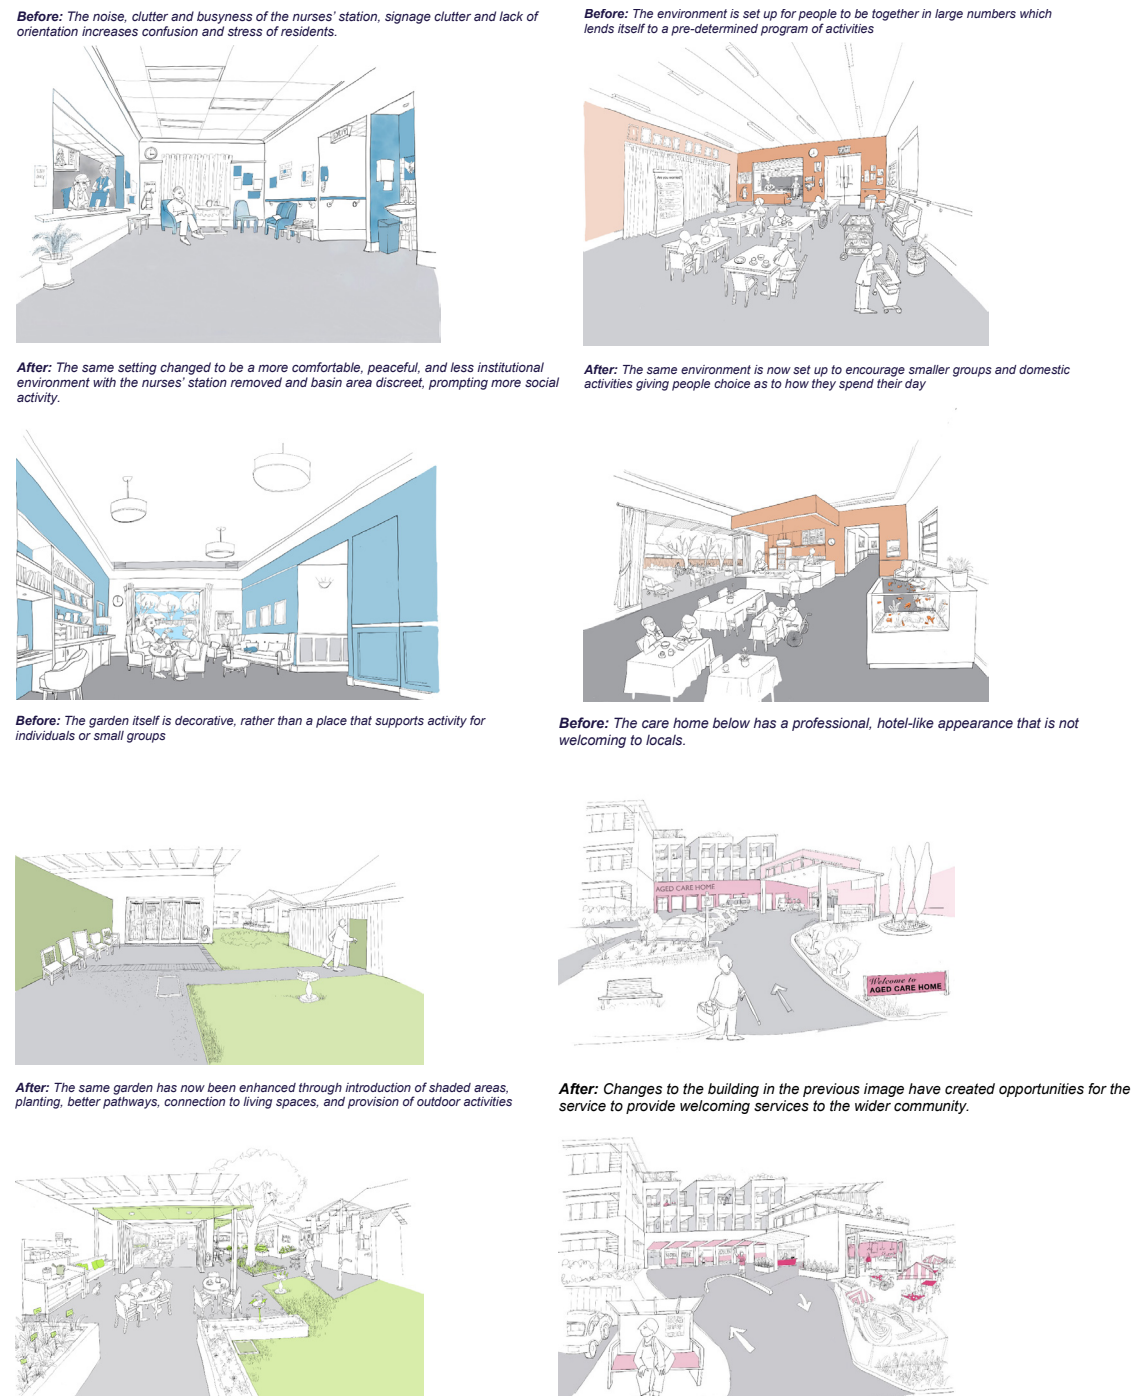 Before: The noise, clutter and busyness of the nurses’ station, signage clutter and lack of
orientation increases confusion and stress of residents.
Before: The environment is set up for people to be together in large numbers which
lends itself to a pre-determined program of activities
After: The same setting changed to be a more comfortable, peaceful, and less institutional
environment with the nurses’ station removed and basin area discreet, prompting more social
activity.
After: The same environment is now set up to encourage smaller groups and domestic
activities giving people choice as to how they spend their day
Before: The garden itself is decorative, rather than a place that supports activity for
individuals or small groups
Before: The care home below has a professional, hotel-like appearance that is not
welcoming to locals.
AGED CARE HOME
Welcome to
AGED CARE HOME
After: The same garden has now been enhanced through introduction of shaded areas,
planting, better pathways, connection to living spaces, and provision of outdoor activities
After: Changes to the building in the previous image have created opportunities for the
service to provide welcoming services to the wider community.